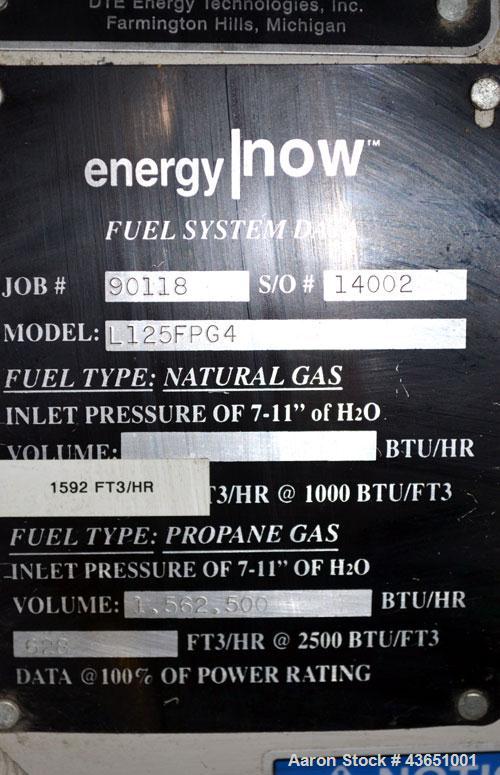 DTE Energy Technologies, Inc.
Farmington Hills, Michigan
energy|now™
FUEL SYSTEM
JOB # 90118 S/O # 14002
MODEL: L125FPG4
FUEL TYPE: NATURAL GAS
INLET PRESSURE OF 7-11" of H2O
VOLUME: BTU/HR
1592 FT3/HR T3/HR @ 1000 BTU/FT3
FUEL TYPE: PROPANE GAS
INLET PRESSURE OF 7-11" OF H2O
VOLUME: 1,562,500 BTU/HR
628 FT3/HR @ 2500 BTU/FT3
DATA @100% OF POWER RATING
Aaron Stock # 43651001